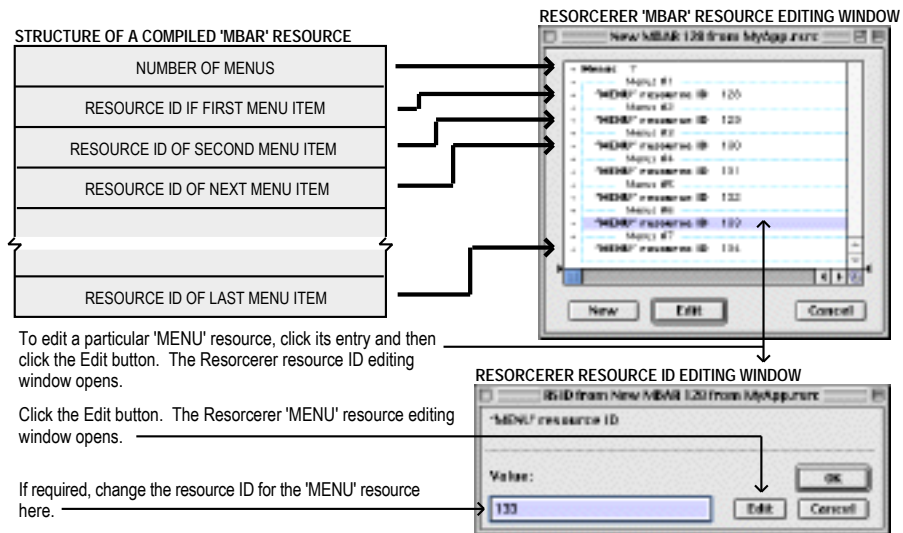 RESORCERER 'MBAR' RESOURCE EDITING WINDOW
STRUCTURE OF A COMPILED 'MBAR' RESOURCE
New MBAR 128 from MyApp.rsrc
NUMBER OF MENUS
RESOURCE ID IF FIRST MENU ITEM
RESOURCE ID OF SECOND MENU ITEM
RESOURCE ID OF NEXT MENU ITEM
RESOURCE ID OF LAST MENU ITEM
Menus 7
Menu #1
"MENU" resource ID 128
Menu #2
"MENU" resource ID 129
Menu #3
"MENU" resource ID 130
Menu #4
"MENU" resource ID 131
Menu #5
"MENU" resource ID 132
Menu #6
"MENU" resource ID 133
Menu #7
"MENU" resource ID 134
New
Edit
Cancel
To edit a particular 'MENU' resource, click its entry and then
click the Edit button. The Resorcerer resource ID editing
window opens.
Click the Edit button. The Resorcerer 'MENU' resource editing
window opens.
If required, change the resource ID for the 'MENU' resource
here.
RESORCERER RESOURCE ID EDITING WINDOW
RSID from New MBAR 128 from MyApp.rsrc
"MENU" resource ID
Value:
133
OK
Edit
Cancel